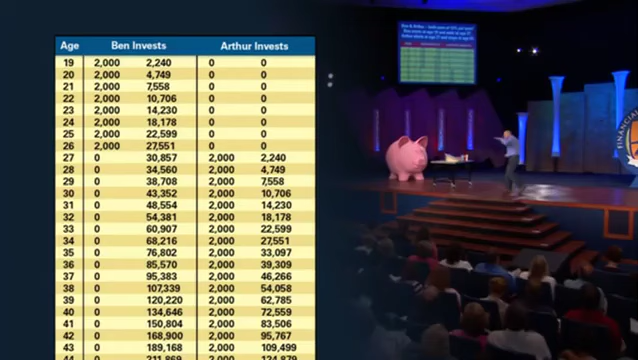 Age Ben Invests Arthur Invests
19 2,000 2,240 0 0
20 2,000 4,749 0 0
21 2,000 7,558 0 0
22 2,000 10,706 0 0
23 2,000 14,230 0 0
24 2,000 18,178 0 0
25 2,000 22,599 0 0
26 2,000 27,551 0 0
27 0 30,857 2,000 2,240
28 0 34,560 2,000 4,749
29 0 38,708 2,000 7,558
30 0 43,352 2,000 10,706
31 0 48,554 2,000 14,230
32 0 54,381 2,000 18,178
33 0 60,907 2,000 22,599
34 0 68,216 2,000 27,551
35 0 76,802 2,000 33,097
36 0 85,570 2,000 39,309
37 0 95,383 2,000 46,266
38 0 107,339 2,000 54,058
39 0 120,220 2,000 62,785
40 0 134,646 2,000 72,559
41 0 150,804 2,000 83,506
42 0 168,900 2,000 95,767
43 0 189,168 2,000 109,499
44 0 211,869 2,000 124,879
FINANCIAL